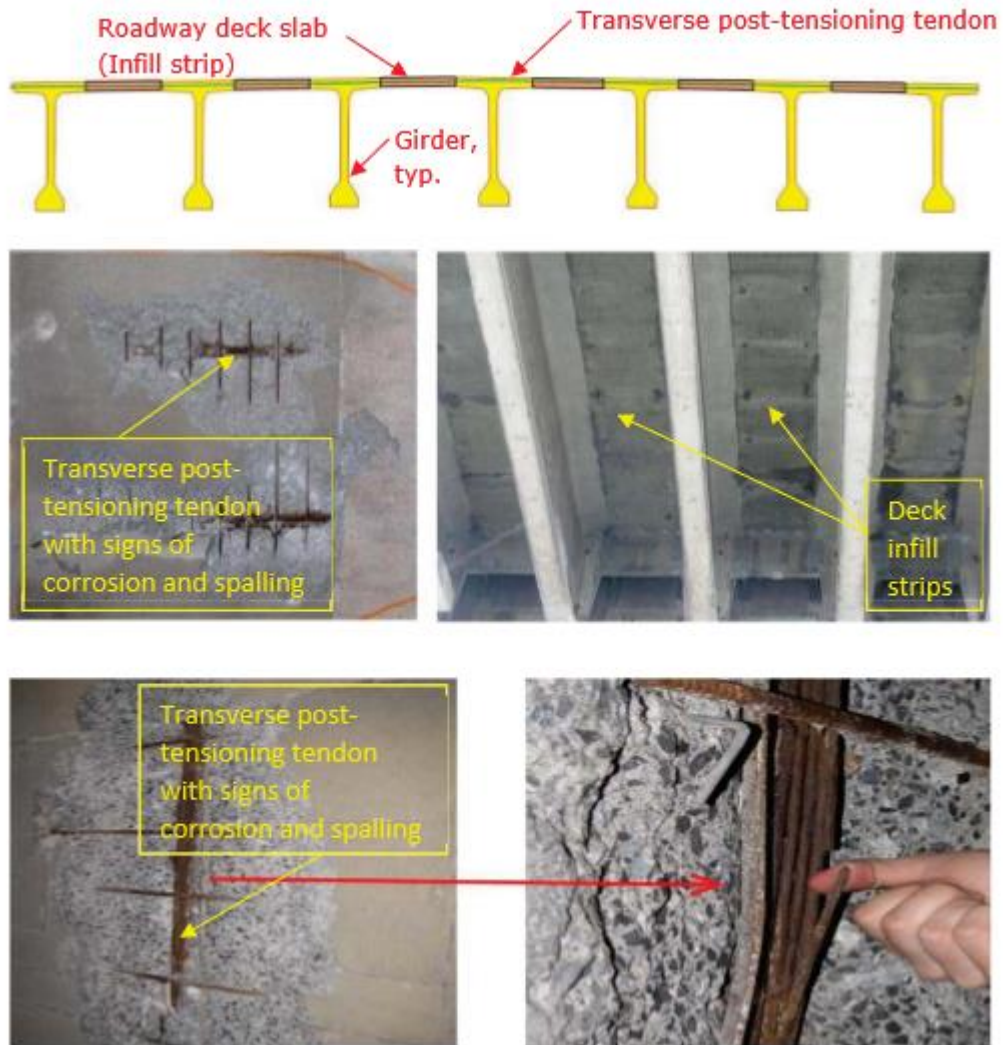 Roadway deck slab
(Infill strip)
Transverse post-tensioning tendon
Girder,
typ.
Transverse post-
tensioning tendon
with signs of
corrosion and spalling
Deck
infill
strips
Transverse post-
tensioning tendon
with signs of
corrosion and spalling